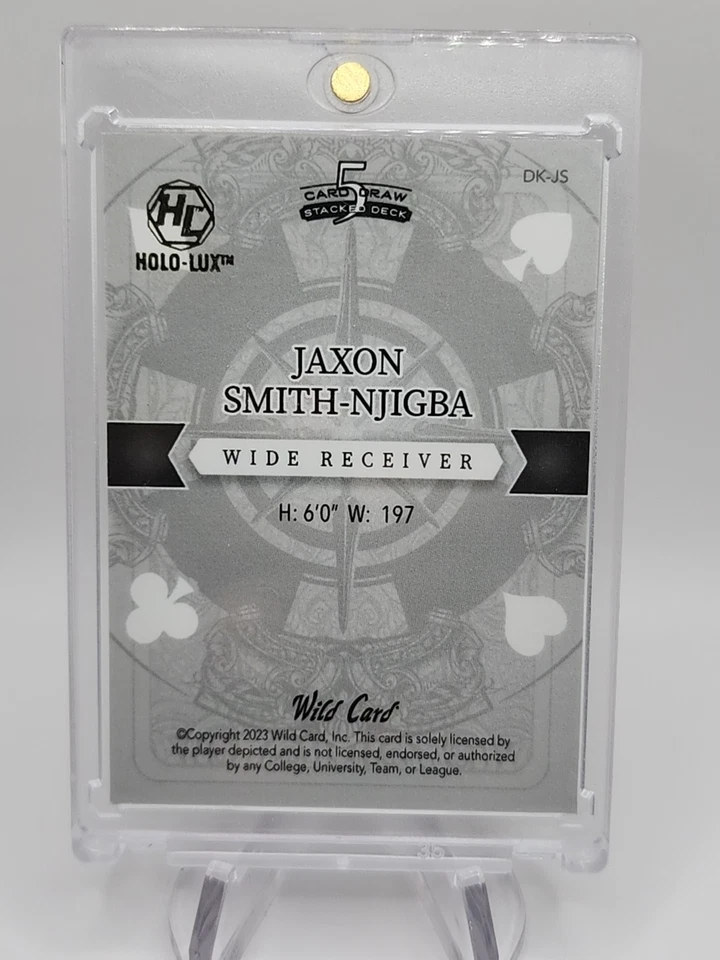 DK-JS
5
CARD DRAW
STACKED DECK
HC
HOLO-LUX™
JAXON
SMITH-NJIGBA
WIDE RECEIVER
H: 6'0" W: 197
Wild Card
©Copyright 2023 Wild Card, Inc. This card is solely licensed by
the player depicted and is not licensed, endorsed, or authorized
by any College, University, Team, or League.
35